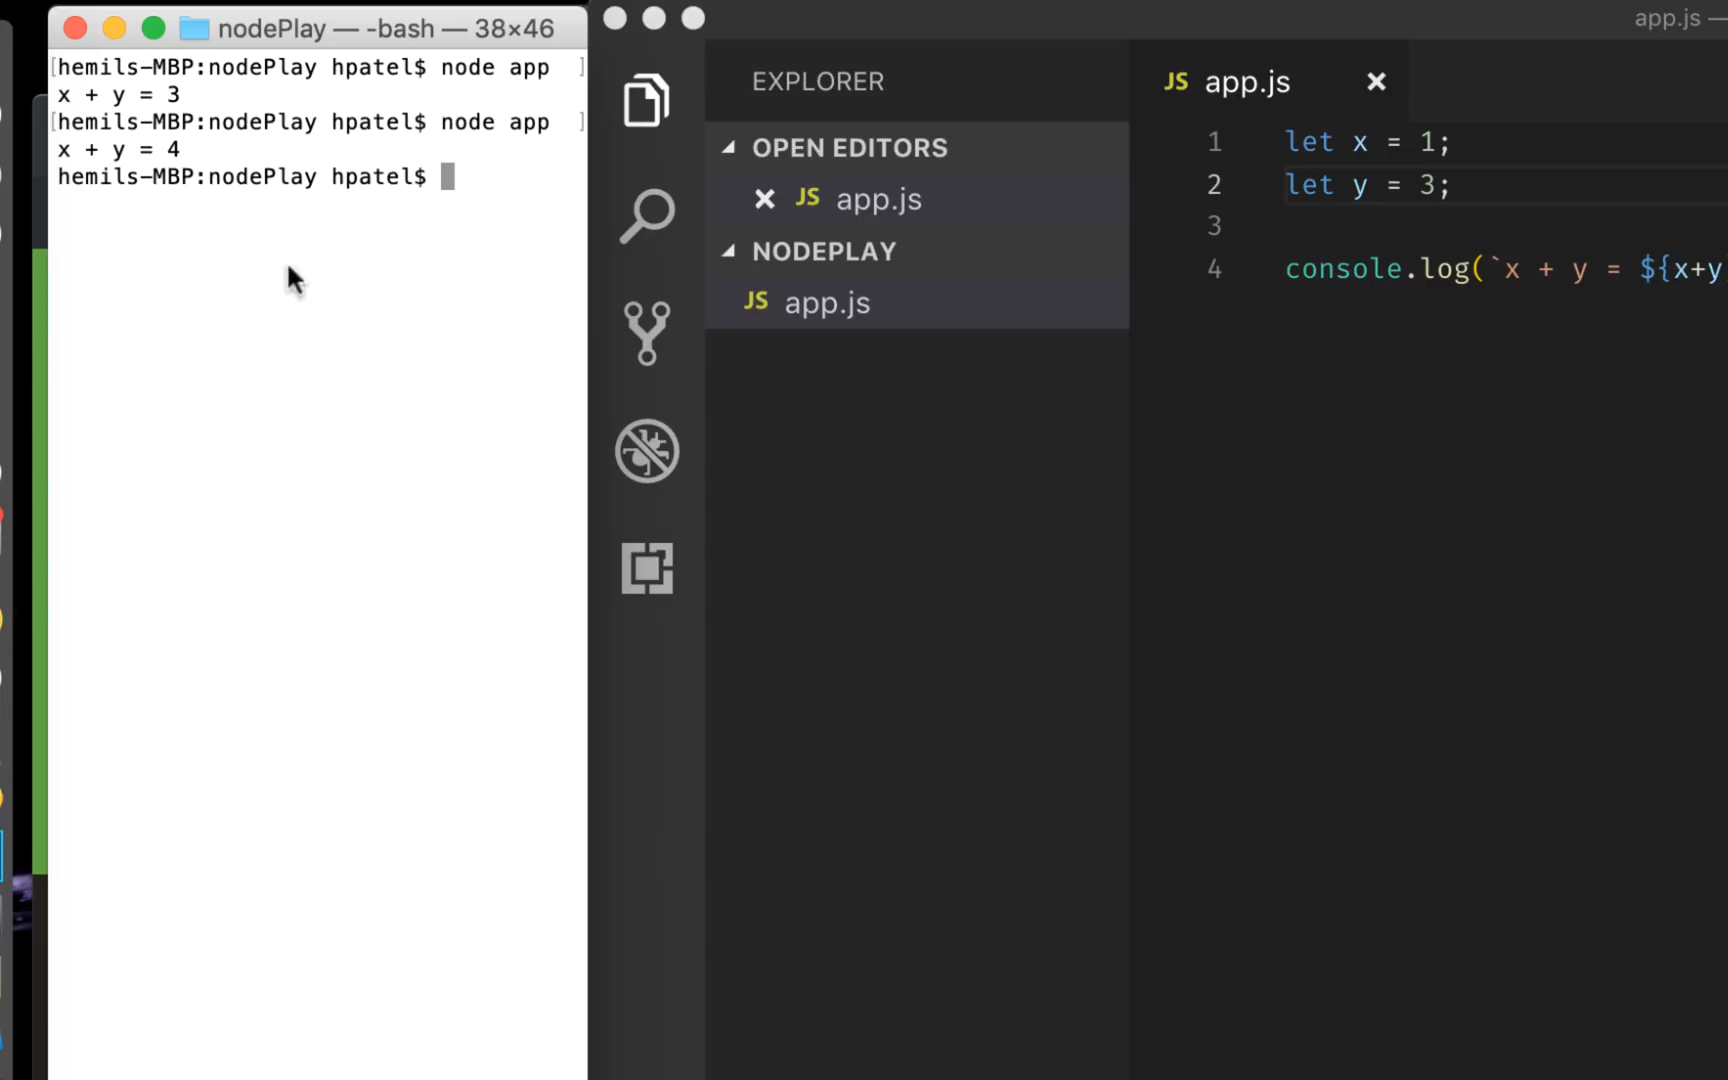 nodePlay — -bash — 38×46
hemils-MBP:nodePlay hpatel$ node app
x + y = 3
hemils-MBP:nodePlay hpatel$ node app
x + y = 4
hemils-MBP:nodePlay hpatel$
app.js —
EXPLORER
OPEN EDITORS
JS app.js
NODEPLAY
JS app.js
JS app.js
1 let x = 1;
2 let y = 3;
3
4 console.log(`x + y = ${x+y